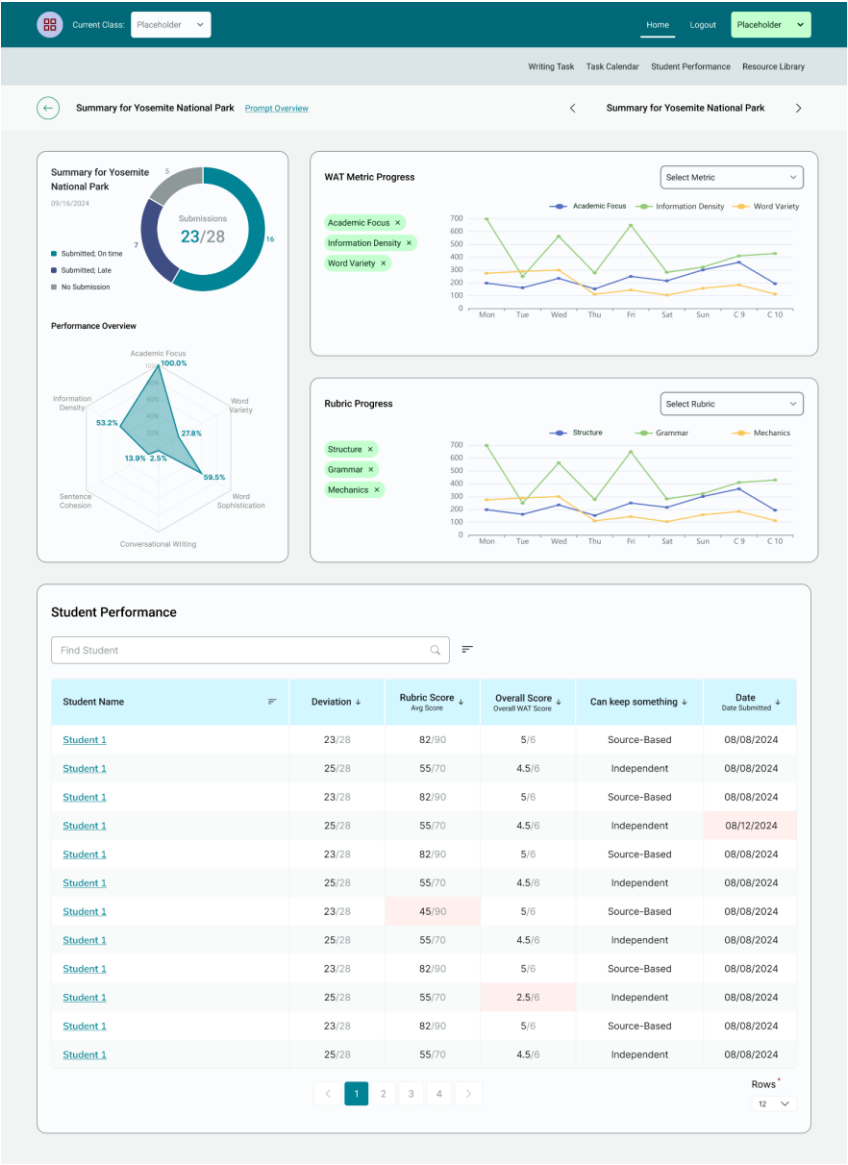 Current Class:
Placeholder
Home
Logout
Placeholder
Writing Task
Task Calendar
Student Performance
Resource Library
Summary for Yosemite National Park
Prompt Overview
Summary for Yosemite National Park
Summary for Yosemite
National Park
09/16/2024
Submitted; On time
Submitted; Late
No Submission
5
7
16
Submissions
23/28
Performance Overview
Academic Focus
100.0%
Information
Density
Word
Variety
53.2%
27.8%
13.9%
2.5%
59.5%
Sentence
Cohesion
Word
Sophistication
Conversational Writing
WAT Metric Progress
Select Metric
Academic Focus ×
Information Density ×
Word Variety ×
Academic Focus
Information Density
Word Variety
700
600
500
400
300
200
100
0
Mon Tue Wed Thu Fri Sat Sun C 9 C 10
Rubric Progress
Select Rubric
Structure ×
Grammar ×
Mechanics ×
Structure
Grammar
Mechanics
700
600
500
400
300
200
100
0
Mon Tue Wed Thu Fri Sat Sun C 9 C 10
Student Performance
Find Student
Student Name
Deviation ↓
Rubric Score ↓
Avg Score
Overall Score ↓
Overall WAT Score
Can keep something ↓
Date ↓
Date Submitted
Student 1 23/28 82/90 5/6 Source-Based 08/08/2024
Student 1 25/28 55/70 4.5/6 Independent 08/08/2024
Student 1 23/28 82/90 5/6 Source-Based 08/08/2024
Student 1 25/28 55/70 4.5/6 Independent 08/12/2024
Student 1 23/28 82/90 5/6 Source-Based 08/08/2024
Student 1 25/28 55/70 4.5/6 Independent 08/08/2024
Student 1 23/28 45/90 5/6 Source-Based 08/08/2024
Student 1 25/28 55/70 4.5/6 Independent 08/08/2024
Student 1 23/28 82/90 5/6 Source-Based 08/08/2024
Student 1 25/28 55/70 2.5/6 Independent 08/08/2024
Student 1 23/28 82/90 5/6 Source-Based 08/08/2024
Student 1 25/28 55/70 4.5/6 Independent 08/08/2024
< 1 2 3 4 >
Rows*
12